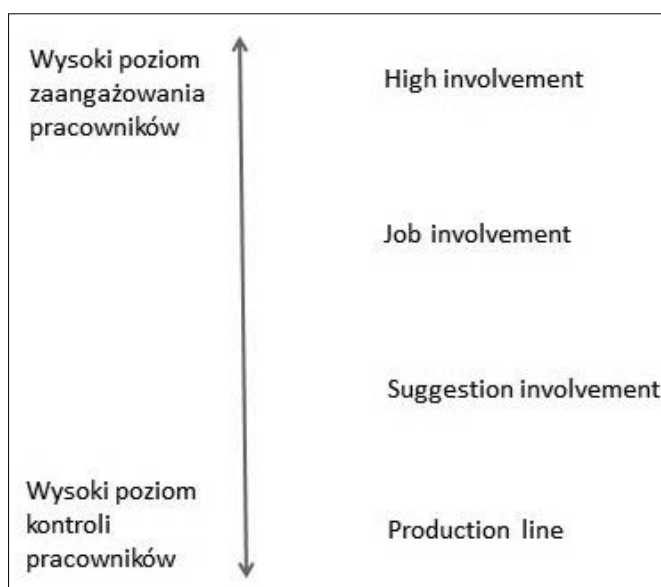 Wysoki poziom
zaangażowania
pracowników
High involvement
Job involvement
Suggestion involvement
Wysoki poziom
kontroli
pracowników
Production line